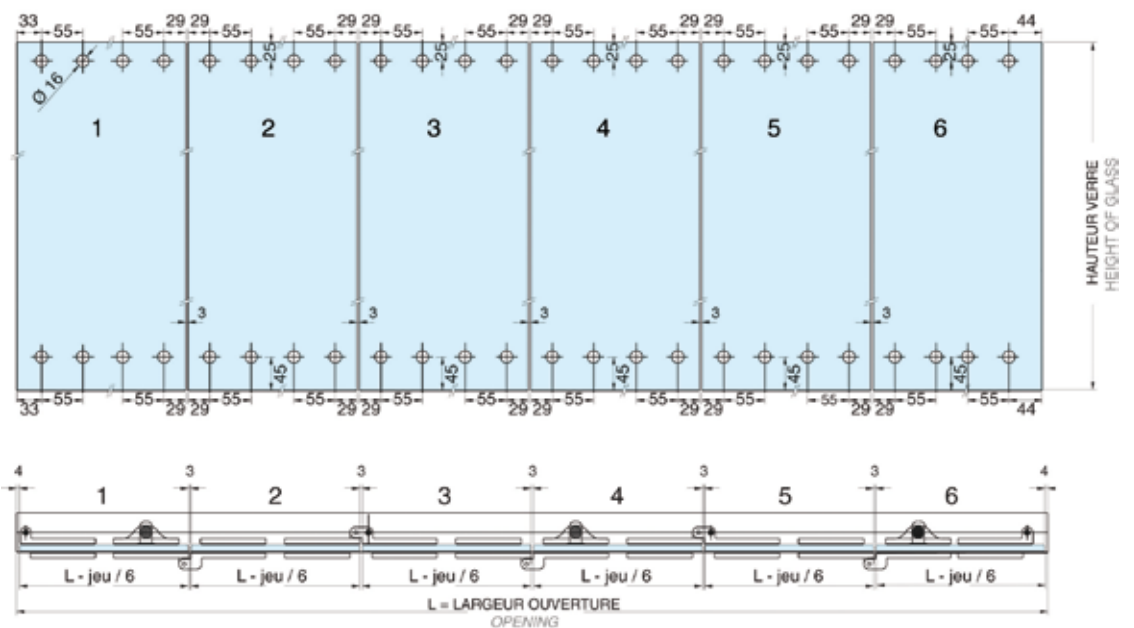 33 55 55 29 29 55 55 29 29 55 55 29 29 55 55 29 29 55 55 29 29 55 55 44
25 25 25 25
Ø 16
1 2 3 4 5 6
HAUTEUR VERRE
HEIGHT OF GLASS
3 3 3 3 3
45 45 45 45
33 55 55 29 29 55 55 29 29 55 55 29 29 55 55 29 29 55 55 29 29 55 55 44
4 3 3 3 3 3 4
1 2 3 4 5 6
L - jeu / 6 L - jeu / 6 L - jeu / 6 L - jeu / 6 L - jeu / 6 L - jeu / 6
L = LARGEUR OUVERTURE
OPENING